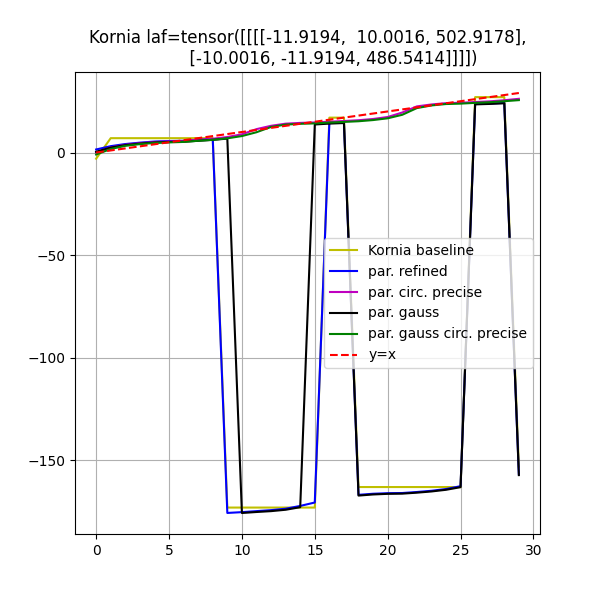 Kornia laf=tensor([[[[-11.9194,  10.0016, 502.9178],
[-10.0016, -11.9194, 486.5414]]]])
0
−50
−100
−150
Kornia baseline
par. refined
par. circ. precise
par. gauss
par. gauss circ. precise
y=x
0 5 10 15 20 25 30